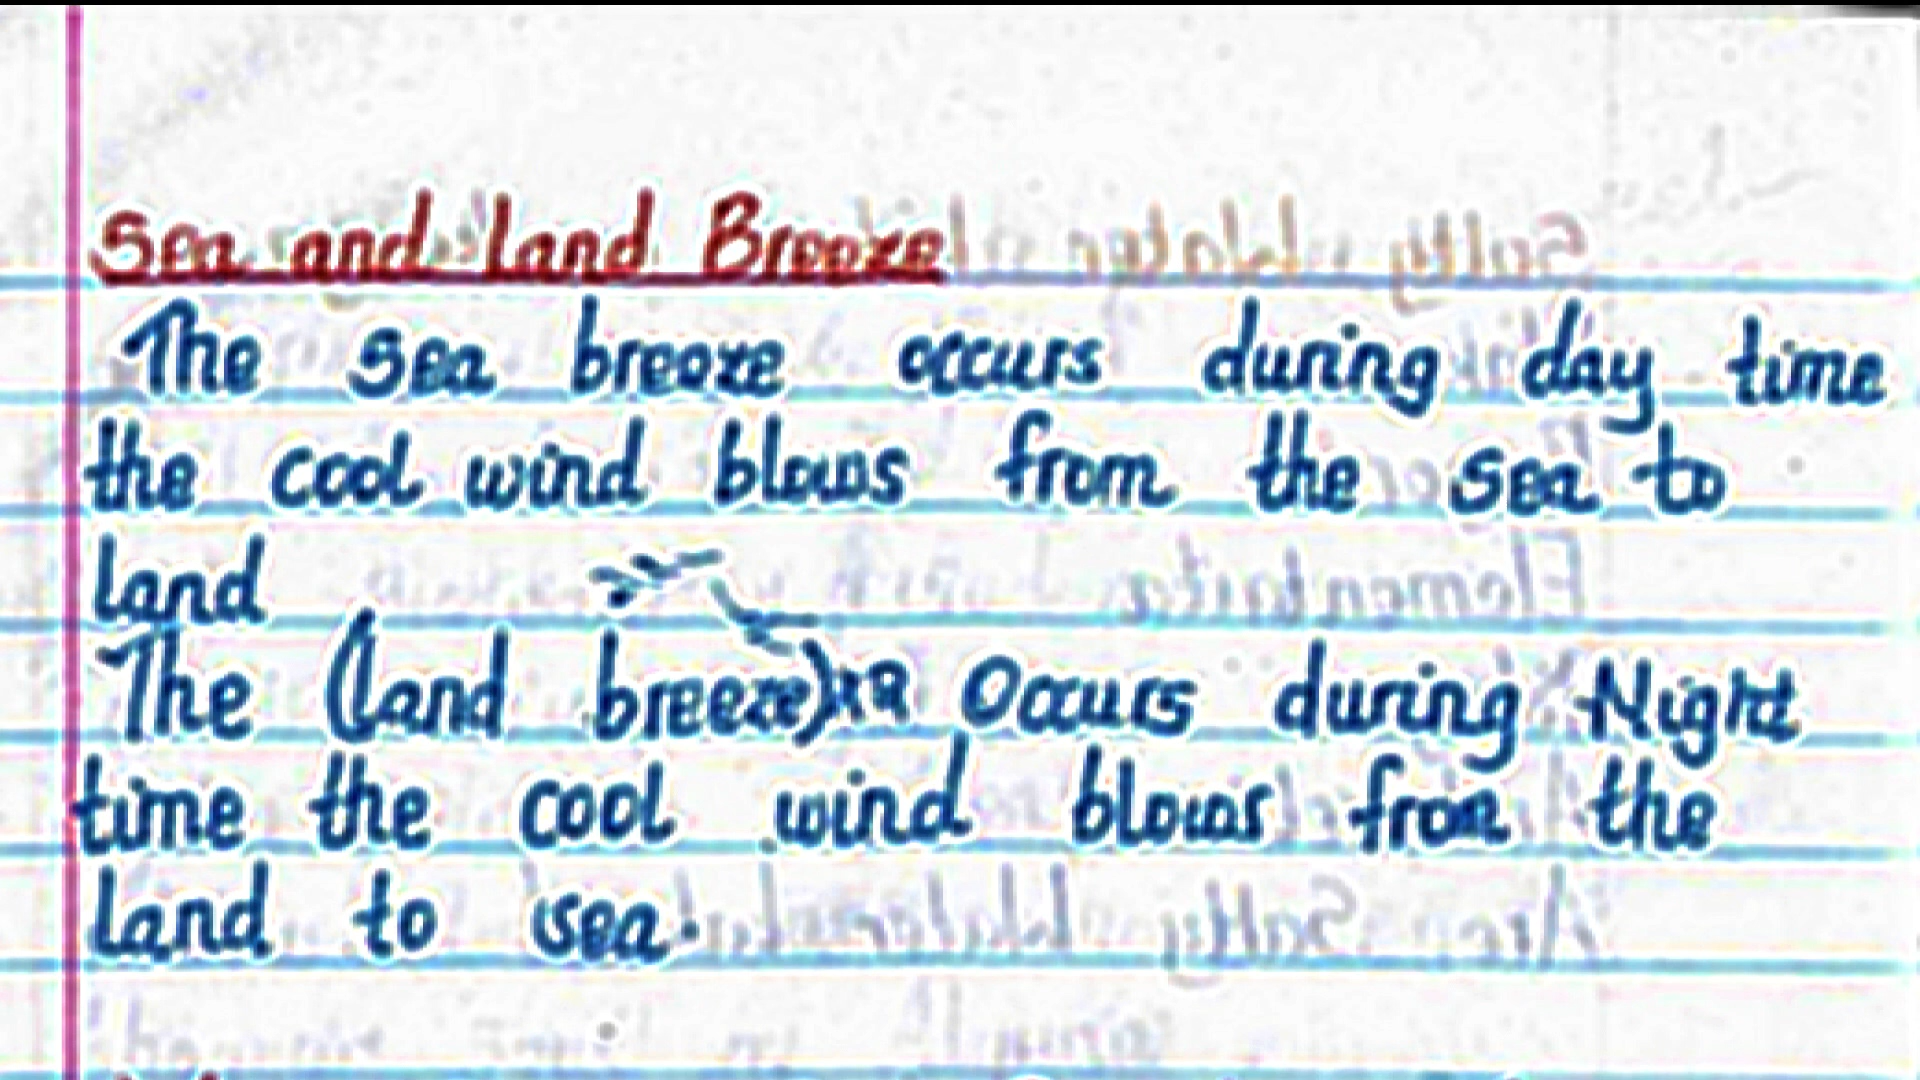 Sea and land Breeze
The sea breeze occurs during day time
the cool wind blows from the sea to
land
The (land breeze) Occurs during Night
time the cool wind blows from the
land to sea.